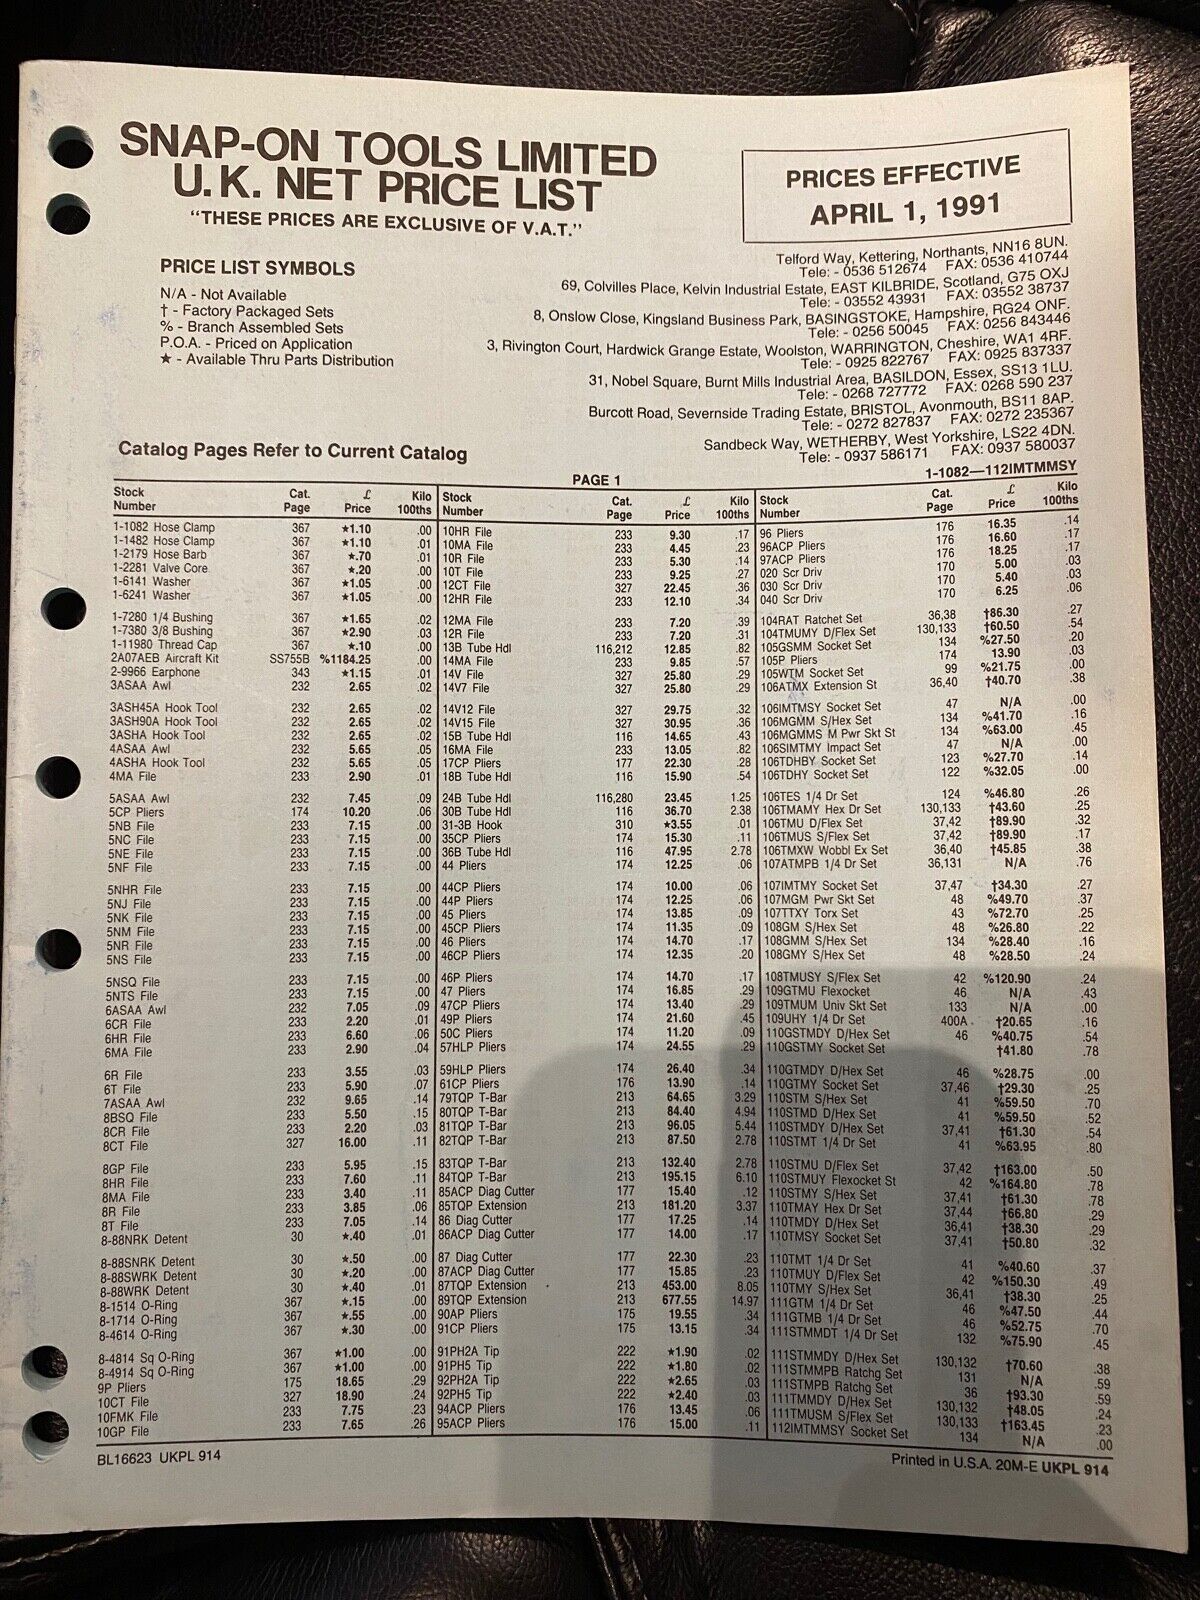 SNAP-ON TOOLS LIMITED
U.K. NET PRICE LIST
"THESE PRICES ARE EXCLUSIVE OF V.A.T."
PRICES EFFECTIVE
APRIL 1, 1991
PRICE LIST SYMBOLS
N/A - Not Available
† - Factory Packaged Sets
% - Branch Assembled Sets
P.O.A. - Priced on Application
★ - Available Thru Parts Distribution
Telford Way, Kettering, Northants, NN16 8UN.
Tele: - 0536 512674 FAX: 0536 410744
69, Colvilles Place, Kelvin Industrial Estate, EAST KILBRIDE, Scotland, G75 OXJ
Tele: - 03552 43931 FAX: 03552 38737
8, Onslow Close, Kingsland Business Park, BASINGSTOKE, Hampshire, RG24 ONF.
Tele: - 0256 50045 FAX: 0256 843446
3, Rivington Court, Hardwick Grange Estate, Woolston, WARRINGTON, Cheshire, WA1 4RF.
Tele: - 0925 822767 FAX: 0925 837337
31, Nobel Square, Burnt Mills Industrial Area, BASILDON, Essex, SS13 1LU.
Tele: - 0268 727772 FAX: 0268 590 237
Burcott Road, Severnside Trading Estate, BRISTOL, Avonmouth, BS11 8AP.
Tele: - 0272 827837 FAX: 0272 235367
Sandbeck Way, WETHERBY, West Yorkshire, LS22 4DN.
Tele: - 0937 586171 FAX: 0937 580037
Catalog Pages Refer to Current Catalog
PAGE 1
1-1082—112IMTMMSY
Stock Number Cat. Page £ Price Kilo 100ths
1-1082 Hose Clamp 367 ★1.10 .00
1-1482 Hose Clamp 367 ★1.10 .01
1-2179 Hose Barb 367 ★.70 .01
1-2281 Valve Core 367 ★.20 .00
1-6141 Washer 367 ★1.05 .00
1-6241 Washer 367 ★1.05 .00
1-7280 1/4 Bushing 367 ★1.65 .02
1-7380 3/8 Bushing 367 ★2.90 .03
1-11980 Thread Cap 367 ★.10 .00
2A07AEB Aircraft Kit SS755B %1184.25 .00
2-9966 Earphone 343 ★1.15 .01
3ASAA Awl 232 2.65 .02
3ASH45A Hook Tool 232 2.65 .02
3ASH90A Hook Tool 232 2.65 .02
3ASHA Hook Tool 232 2.65 .02
4ASAA Awl 232 5.65 .05
4ASHA Hook Tool 232 5.65 .05
4MA File 233 2.90 .01
5ASAA Awl 232 7.45 .09
5CP Pliers 174 10.20 .06
5NB File 233 7.15 .00
5NC File 233 7.15 .00
5NE File 233 7.15 .00
5NF File 233 7.15 .00
5NHR File 233 7.15 .00
5NJ File 233 7.15 .00
5NK File 233 7.15 .00
5NM File 233 7.15 .00
5NR File 233 7.15 .00
5NS File 233 7.15 .00
5NSQ File 233 7.15 .00
5NTS File 233 7.15 .00
6ASAA Awl 232 7.05 .09
6CR File 233 2.20 .01
6HR File 233 6.60 .06
6MA File 233 2.90 .04
6R File 233 3.55 .03
6T File 233 5.90 .07
7ASAA Awl 232 9.65 .14
8BSQ File 233 5.50 .15
8CR File 233 2.20 .03
8CT File 327 16.00 .11
8GP File 233 5.95 .15
8HR File 233 7.60 .11
8MA File 233 3.40 .11
8R File 233 3.85 .06
8T File 233 7.05 .14
8-88NRK Detent 30 ★.40 .01
8-88SNRK Detent 30 ★.50 .00
8-88SWRK Detent 30 ★.20 .00
8-88WRK Detent 30 ★.40 .01
8-1514 O-Ring 367 ★.15 .00
8-1714 O-Ring 367 ★.55 .00
8-4614 O-Ring 367 ★.30 .00
8-4814 Sq O-Ring 367 ★1.00 .00
8-4914 Sq O-Ring 367 ★1.00 .00
9P Pliers 175 18.65 .29
10CT File 327 18.90 .24
10FMK File 233 7.75 .23
10GP File 233 7.65 .26
Stock Number Cat. Page £ Price Kilo 100ths
10HR File 233 9.30 .17
10MA File 233 4.45 .23
10R File 233 5.30 .14
10T File 233 9.25 .27
12CT File 327 22.45 .36
12HR File 233 12.10 .34
12MA File 233 7.20 .39
12R File 233 7.20 .31
13B Tube Hdl 116,212 12.85 .82
14MA File 233 9.85 .57
14V File 327 25.80 .29
14V7 File 327 25.80 .29
14V12 File 327 29.75 .32
14V15 File 327 30.95 .36
15B Tube Hdl 116 14.65 .43
16MA File 233 13.05 .82
17CP Pliers 177 22.30 .28
18B Tube Hdl 116 15.90 .54
24B Tube Hdl 116,280 23.45 1.25
30B Tube Hdl 116 36.70 2.38
31-3B Hook 310 ★3.55 .01
35CP Pliers 174 15.30 .11
36B Tube Hdl 116 47.95 2.78
44 Pliers 174 12.25 .06
44CP Pliers 174 10.00 .06
44P Pliers 174 12.25 .06
45 Pliers 174 13.85 .09
45CP Pliers 174 11.35 .09
46 Pliers 174 14.70 .17
46CP Pliers 174 12.35 .20
46P Pliers 174 14.70 .17
47 Pliers 174 16.85 .29
47CP Pliers 174 13.40 .29
49P Pliers 174 21.60 .45
50C Pliers 174 11.20 .09
57HLP Pliers 174 24.55 .29
59HLP Pliers 174 26.40 .34
61CP Pliers 176 13.90 .14
79TQP T-Bar 213 64.65 3.29
80TQP T-Bar 213 84.40 4.94
81TQP T-Bar 213 96.05 5.44
82TQP T-Bar 213 87.50 2.78
83TQP T-Bar 213 132.40 2.78
84TQP T-Bar 213 195.15 6.10
85ACP Diag Cutter 177 15.40 .12
85TQP Extension 213 181.20 3.37
86 Diag Cutter 177 17.25 .14
86ACP Diag Cutter 177 14.00 .17
87 Diag Cutter 177 22.30 .23
87ACP Diag Cutter 177 15.85 .23
87TQP Extension 213 453.00 8.05
89TQP Extension 213 677.55 14.97
90AP Pliers 175 19.55 .34
91CP Pliers 175 13.15 .34
91PH2A Tip 222 ★1.90 .02
91PH5 Tip 222 ★1.80 .02
92PH2A Tip 222 ★2.65 .03
92PH5 Tip 222 ★2.40 .03
94ACP Pliers 176 13.45 .06
95ACP Pliers 176 15.00 .11
Stock Number Cat. Page £ Price Kilo 100ths
96 Pliers 176 16.35 .14
96ACP Pliers 176 16.60 .17
97ACP Pliers 176 18.25 .17
020 Scr Driv 170 5.00 .03
030 Scr Driv 170 5.40 .03
040 Scr Driv 170 6.25 .06
104RAT Ratchet Set 36,38 †86.30 .27
104TMUMY D/Flex Set 130,133 †60.50 .54
105GSMM Socket Set 134 %27.50 .20
105P Pliers 174 13.90 .03
105WTM Socket Set 99 %21.75 .00
106ATMX Extension St 36,40 †40.70 .38
106IMTMSY Socket Set 47 N/A .00
106MGMM S/Hex Set 134 %41.70 .16
106MGMMS M Pwr Skt St 134 %63.00 .45
106SIMTMY Impact Set 47 N/A .00
106TDHBY Socket Set 123 %27.70 .14
106TDHY Socket Set 122 %32.05 .00
106TES 1/4 Dr Set 124 %46.80 .26
106TMAMY Hex Dr Set 130,133 †43.60 .25
106TMU D/Flex Set 37,42 †89.90 .32
106TMUS S/Flex Set 37,42 †89.90 .17
106TMXW Wobbl Ex Set 36,40 †45.85 .38
107ATMPB 1/4 Dr Set 36,131 N/A .76
107IMTMY Socket Set 37,47 †34.30 .27
107MGM Pwr Skt Set 48 %49.70 .37
107TTXY Torx Set 43 %72.70 .25
108GM S/Hex Set 48 %26.80 .22
108GMM S/Hex Set 134 %28.40 .16
108GMY S/Hex Set 48 %28.50 .24
108TMUSY S/Flex Set 42 %120.90 .24
109GTMU Flexocket 46 N/A .43
109TMUM Univ Skt Set 133 N/A .00
109UHY 1/4 Dr Set 400A †20.65 .16
110GSTMDY D/Hex Set 46 %40.75 .54
110GSTMY Socket Set †41.80 .78
110GTMDY D/Hex Set 46 %28.75 .00
110GTMY Socket Set 37,46 †29.30 .25
110STM S/Hex Set 41 %59.50 .70
110STMD D/Hex Set 41 %59.50 .52
110STMDY D/Hex Set 37,41 †61.30 .54
110STMT 1/4 Dr Set 41 %63.95 .80
110STMU D/Flex Set 37,42 †163.00 .50
110STMUY Flexocket St 42 %164.80 .78
110STMY S/Hex Set 37,41 †61.30 .78
110TMAY Hex Dr Set 37,44 †66.80 .29
110TMDY D/Hex Set 36,41 †38.30 .29
110TMSY Socket Set 37,41 †50.80 .32
110TMT 1/4 Dr Set 41 %40.60 .37
110TMUY D/Flex Set 42 %150.30 .49
110TMY S/Hex Set 36,41 †38.30 .25
111GTM 1/4 Dr Set 46 %47.50 .44
111GTMB 1/4 Dr Set 46 %52.75 .70
111STMMDT 1/4 Dr Set 132 %75.90 .45
111STMMDY D/Hex Set 130,132 †70.60 .38
111STMMPB Ratchg Set 131 N/A .59
111STMPB Ratchg Set 36 †93.30 .59
111TMMDY D/Hex Set 130,132 †48.05 .24
111TMUSM S/Flex Set 130,133 †163.45 .23
112IMTMMSY Socket Set 134 N/A .00
BL16623 UKPL 914
Printed in U.S.A. 20M-E UKPL 914